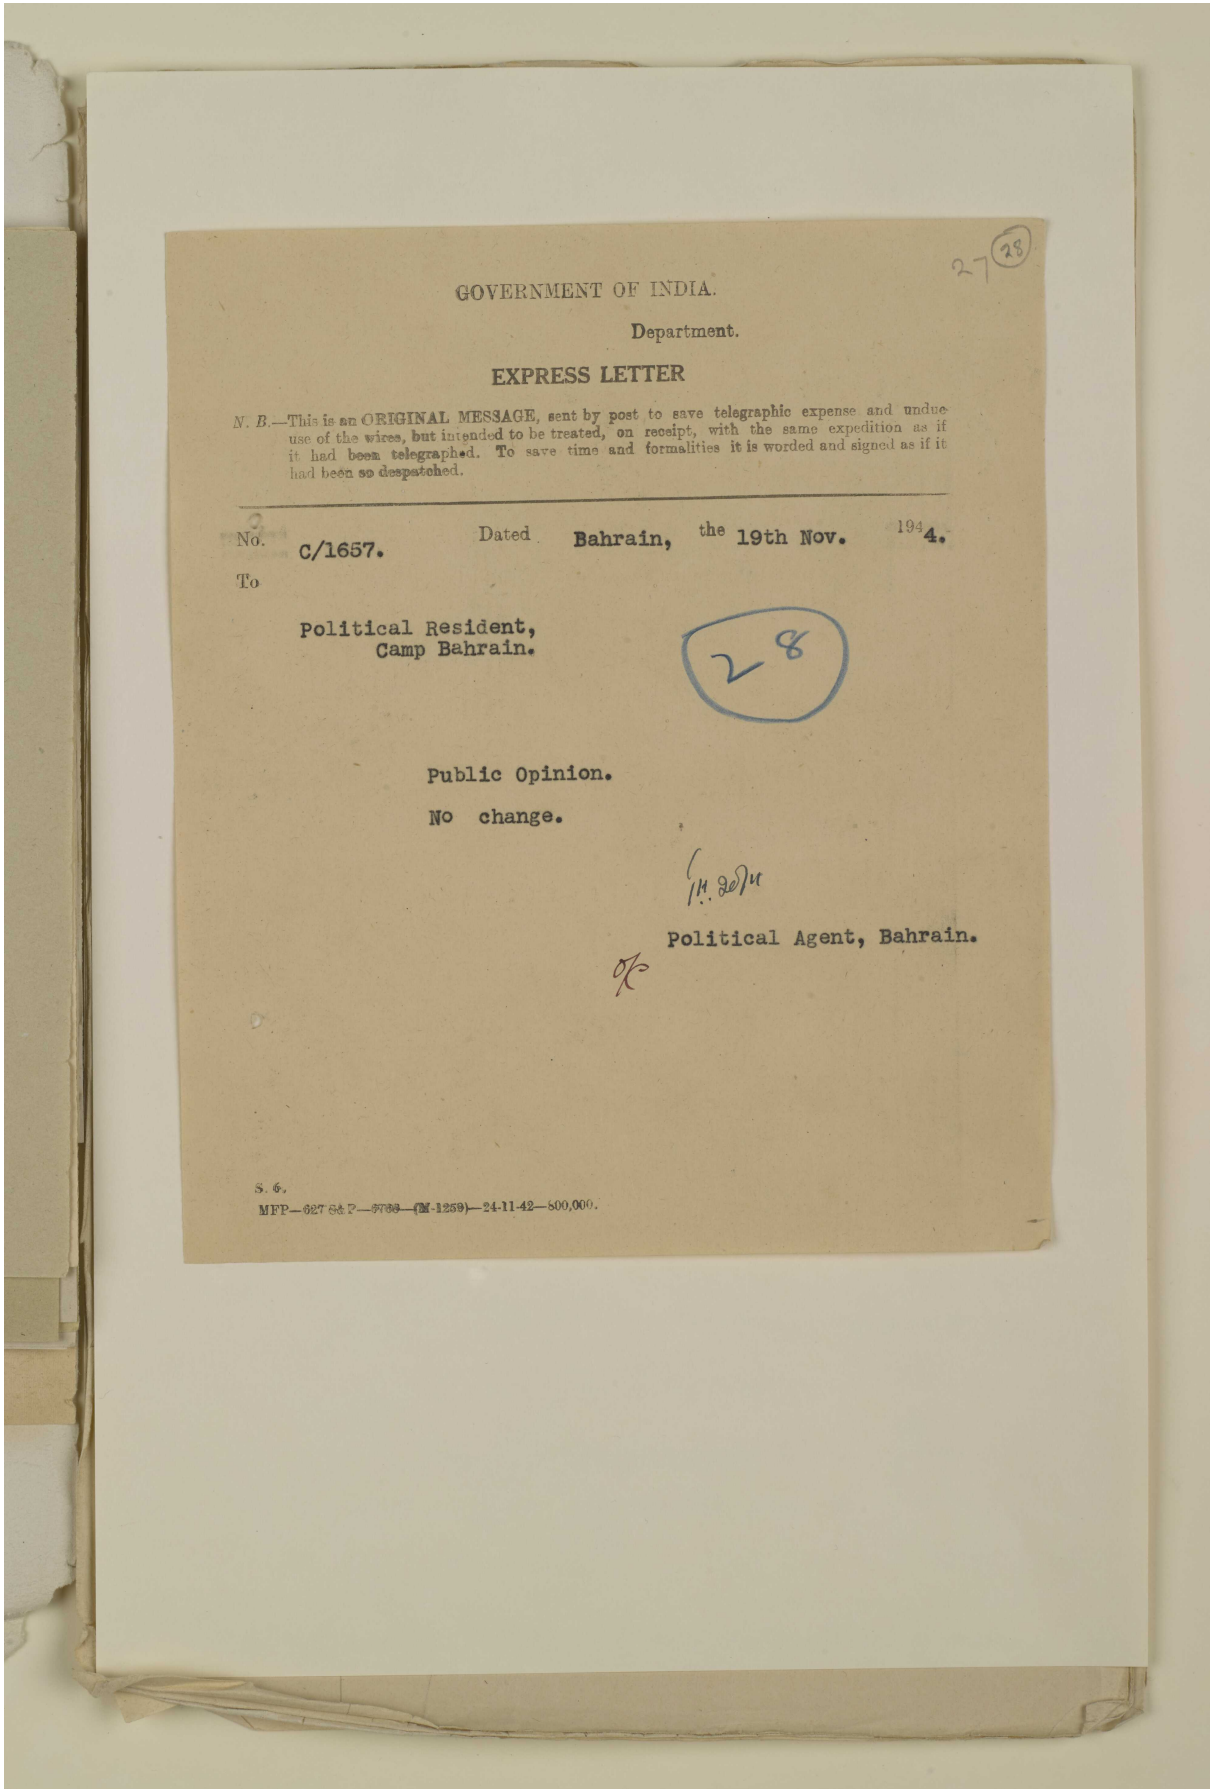 27 28
GOVERNMENT OF INDIA.
Department.
EXPRESS LETTER
N. B.—This is an ORIGINAL MESSAGE, sent by post to save telegraphic expense and undue
use of the wires, but intended to be treated, on receipt, with the same expedition as if
it had been telegraphed. To save time and formalities it is worded and signed as if it
had been so despatched.
No. C/1657. Dated Bahrain, the 19th Nov. 1944.
To
Political Resident,
Camp Bahrain.
28
Public Opinion.
No change.
Political Agent, Bahrain.
S. 6.
MFP—627 S&P—(M-1259)—24-11-42—800,000.